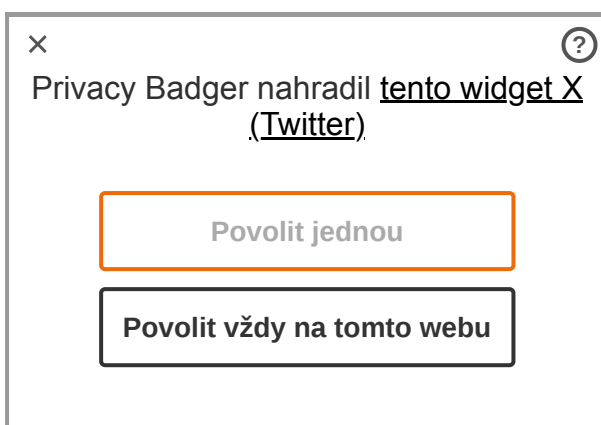 Privacy Badger nahradil tento widget X
(Twitter)
Povolit jednou
Povolit vždy na tomto webu